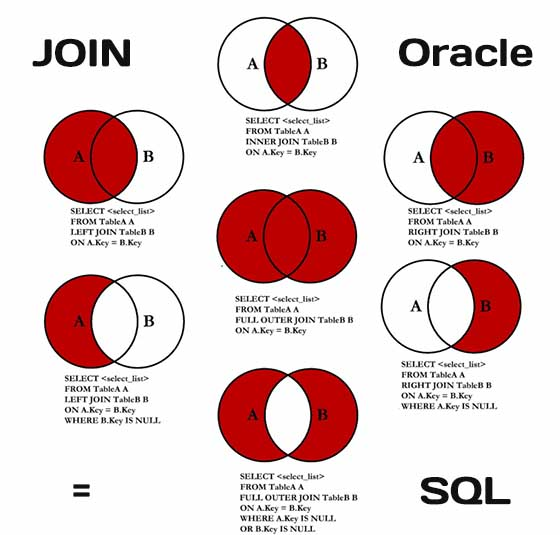 JOIN
Oracle
A B
SELECT <select_list>
FROM TableA A
INNER JOIN TableB B
ON A.Key = B.Key
A B
SELECT <select_list>
FROM TableA A
LEFT JOIN TableB B
ON A.Key = B.Key
A B
SELECT <select_list>
FROM TableA A
RIGHT JOIN TableB B
ON A.Key = B.Key
A B
SELECT <select_list>
FROM TableA A
FULL OUTER JOIN TableB B
ON A.Key = B.Key
A B
SELECT <select_list>
FROM TableA A
LEFT JOIN TableB B
ON A.Key = B.Key
WHERE B.Key IS NULL
A B
SELECT <select_list>
FROM TableA A
RIGHT JOIN TableB B
ON A.Key = B.Key
WHERE A.Key IS NULL
A B
SELECT <select_list>
FROM TableA A
FULL OUTER JOIN TableB B
ON A.Key = B.Key
WHERE A.Key IS NULL
OR B.Key IS NULL
=
SQL